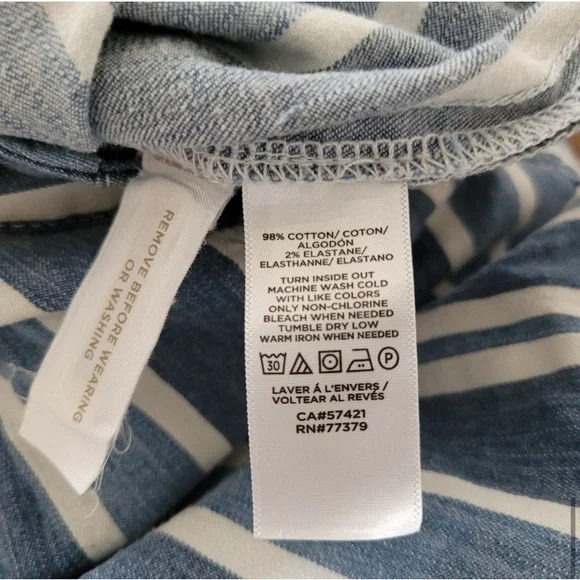 REMOVE BEFORE WEARING
OR WASHING
98% COTTON/ COTON/
ALGODÓN
2% ELASTANE/
ELASTHANNE/ ELASTANO
TURN INSIDE OUT
MACHINE WASH COLD
WITH LIKE COLORS
ONLY NON-CHLORINE
BLEACH WHEN NEEDED
TUMBLE DRY LOW
WARM IRON WHEN NEEDED
30 P
LAVER Á L'ENVERS/
VOLTEAR AL REVÉS
CA#57421
RN#77379